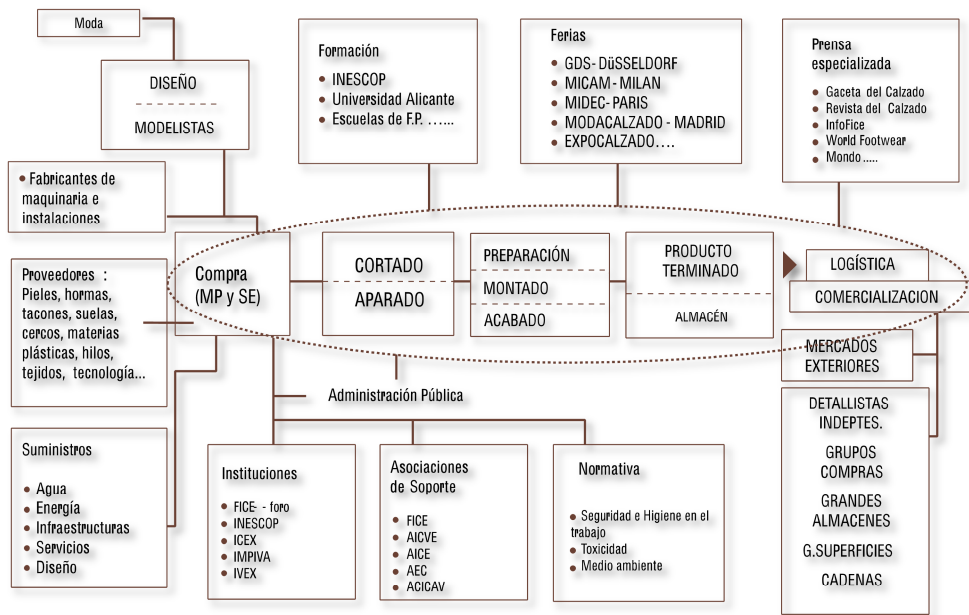 Moda
DISEÑO
MODELISTAS
Formación
• INESCOP
• Universidad Alicante
• Escuelas de F.P. …...
Ferias
• GDS- DüSSELDORF
• MICAM - MILAN
• MIDEC- PARIS
• MODACALZADO - MADRID
• EXPOCALZADO….
Prensa
especializada
• Gaceta del Calzado
• Revista del Calzado
• InfoFice
• World Footwear
• Mondo .....
• Fabricantes de
maquinaria e
instalaciones
Proveedores :
Pieles, hormas,
tacones, suelas,
cercos, materias
plásticas, hilos,
tejidos, tecnología...
Compra
(MP y SE)
CORTADO
APARADO
PREPARACIÓN
MONTADO
ACABADO
PRODUCTO
TERMINADO
ALMACÉN
LOGÍSTICA
COMERCIALIZACION
MERCADOS
EXTERIORES
DETALLISTAS
INDEPTES.
GRUPOS
COMPRAS
GRANDES
ALMACENES
G.SUPERFICIES
CADENAS
Administración Pública
Suministros
• Agua
• Energía
• Infraestructuras
• Servicios
• Diseño
Instituciones
• FICE- - foro
• INESCOP
• ICEX
• IMPIVA
• IVEX
Asociaciones
de Soporte
• FICE
• AICVE
• AICE
• AEC
• ACICAV
Normativa
• Seguridad e Higiene en el
trabajo
• Toxicidad
• Medio ambiente